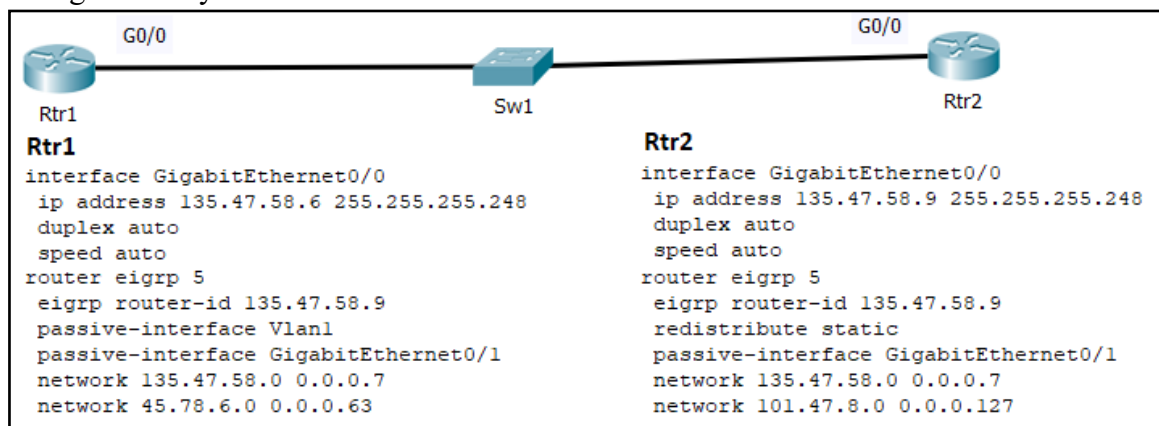 G0/0
G0/0
Rtr1
Sw1
Rtr2
Rtr1
interface GigabitEthernet0/0
ip address 135.47.58.6 255.255.255.248
duplex auto
speed auto
router eigrp 5
eigrp router-id 135.47.58.9
passive-interface Vlan1
passive-interface GigabitEthernet0/1
network 135.47.58.0 0.0.0.7
network 45.78.6.0 0.0.0.63
Rtr2
interface GigabitEthernet0/0
ip address 135.47.58.9 255.255.255.248
duplex auto
speed auto
router eigrp 5
eigrp router-id 135.47.58.9
redistribute static
passive-interface GigabitEthernet0/1
network 135.47.58.0 0.0.0.7
network 101.47.8.0 0.0.0.127